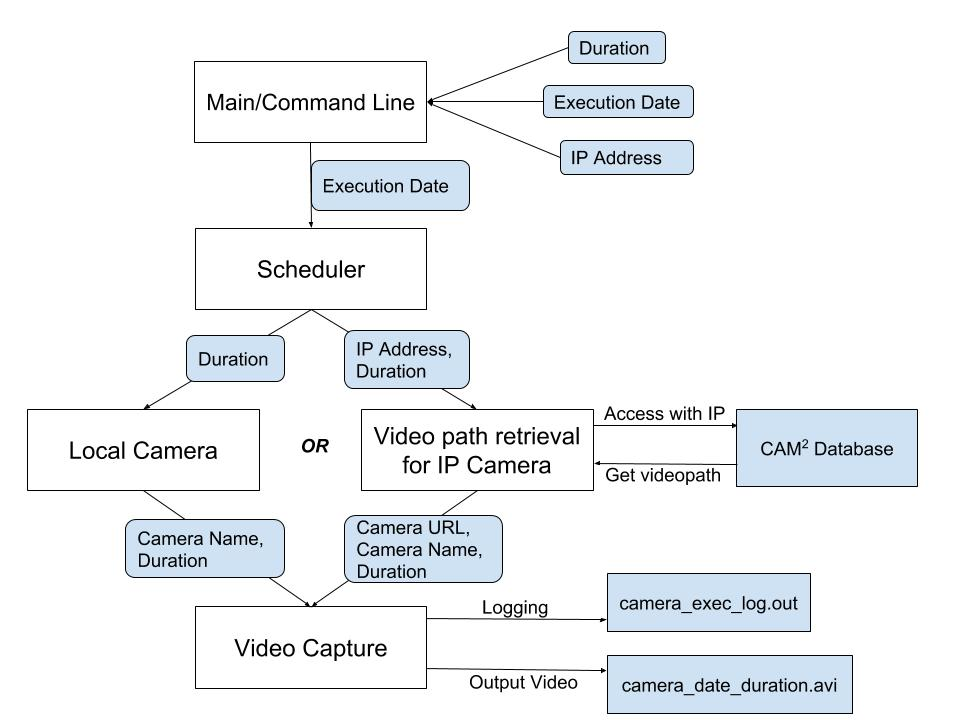 Duration
Main/Command Line
Execution Date
IP Address
Execution Date
Scheduler
Duration
IP Address,
Duration
Local Camera
OR
Video path retrieval
for IP Camera
Access with IP
Get videopath
CAM² Database
Camera Name,
Duration
Camera URL,
Camera Name,
Duration
Video Capture
Logging
camera_exec_log.out
Output Video
camera_date_duration.avi